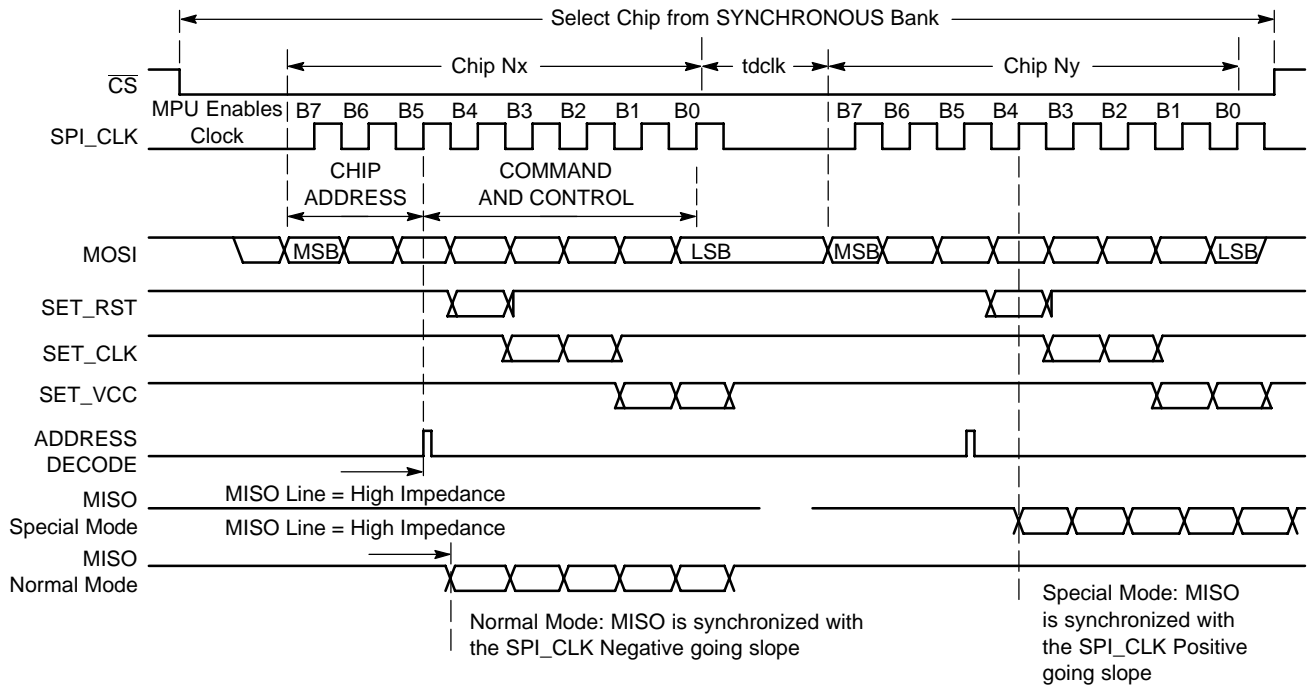 Select Chip from SYNCHRONOUS Bank
CS
Chip Nx
tdclk
Chip Ny
MPU Enables
Clock
B7 B6 B5 B4 B3 B2 B1 B0
B7 B6 B5 B4 B3 B2 B1 B0
SPI_CLK
CHIP
ADDRESS
COMMAND
AND CONTROL
MOSI
MSB
LSB
MSB
LSB
SET_RST
SET_CLK
SET_VCC
ADDRESS
DECODE
MISO Line = High Impedance
MISO
Special Mode
MISO Line = High Impedance
MISO
Normal Mode
Normal Mode: MISO is synchronized with
the SPI_CLK Negative going slope
Special Mode: MISO
is synchronized with
the SPI_CLK Positive
going slope